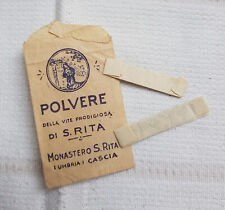 POLVERE
DELLA VITE PRODIGIOSA
DI S. RITA
MONASTERO S. RITA
(UMBRIA) CASCIA